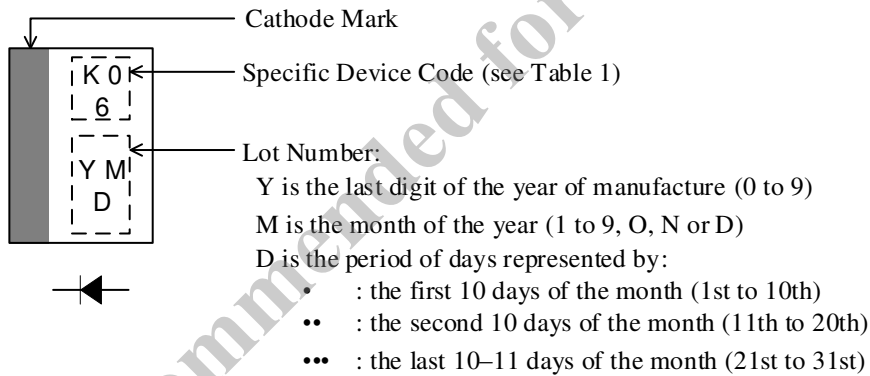 Cathode Mark
K 0
6
Specific Device Code (see Table 1)
Y M
D
Lot Number:
Y is the last digit of the year of manufacture (0 to 9)
M is the month of the year (1 to 9, O, N or D)
D is the period of days represented by:
• : the first 10 days of the month (1st to 10th)
•• : the second 10 days of the month (11th to 20th)
••• : the last 10–11 days of the month (21st to 31st)
ommended for